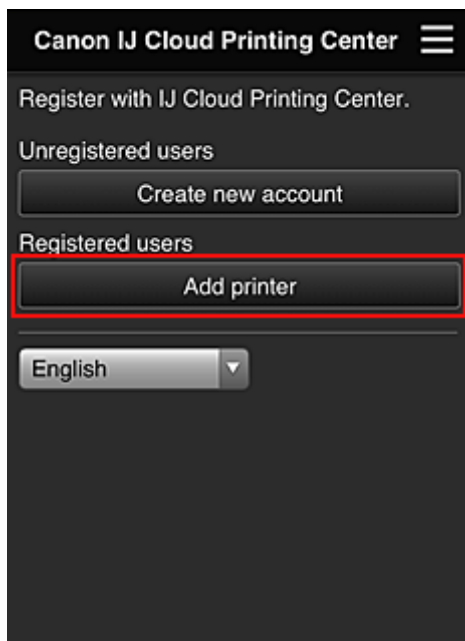 Canon IJ Cloud Printing Center
Register with IJ Cloud Printing Center.
Unregistered users
Create new account
Registered users
Add printer
English